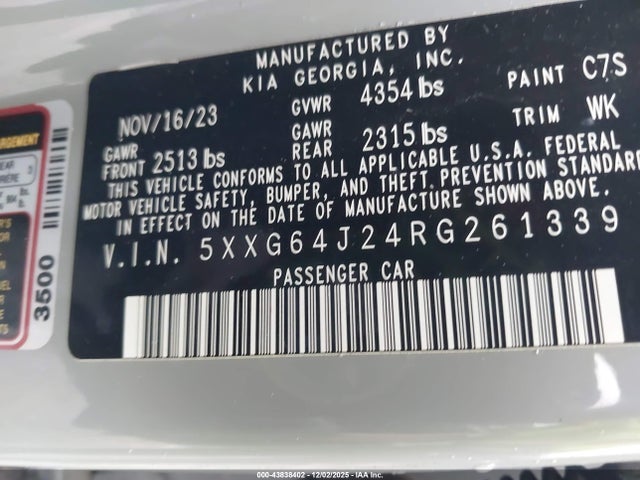 MANUFACTURED BY
KIA GEORGIA, INC.
NOV/16/23 GVWR 4354 lbs PAINT C7S
GAWR FRONT 2513 lbs GAWR REAR 2315 lbs TRIM WK
THIS VEHICLE CONFORMS TO ALL APPLICABLE U.S.A. FEDERAL
MOTOR VEHICLE SAFETY, BUMPER, AND THEFT PREVENTION STANDARD
IN EFFECT ON THE DATE OF MANUFACTURE SHOWN ABOVE.
V.I.N. 5XXG64J24RG261339
PASSENGER CAR
3500
000-43838402 - 12/02/2025 - IAA Inc.